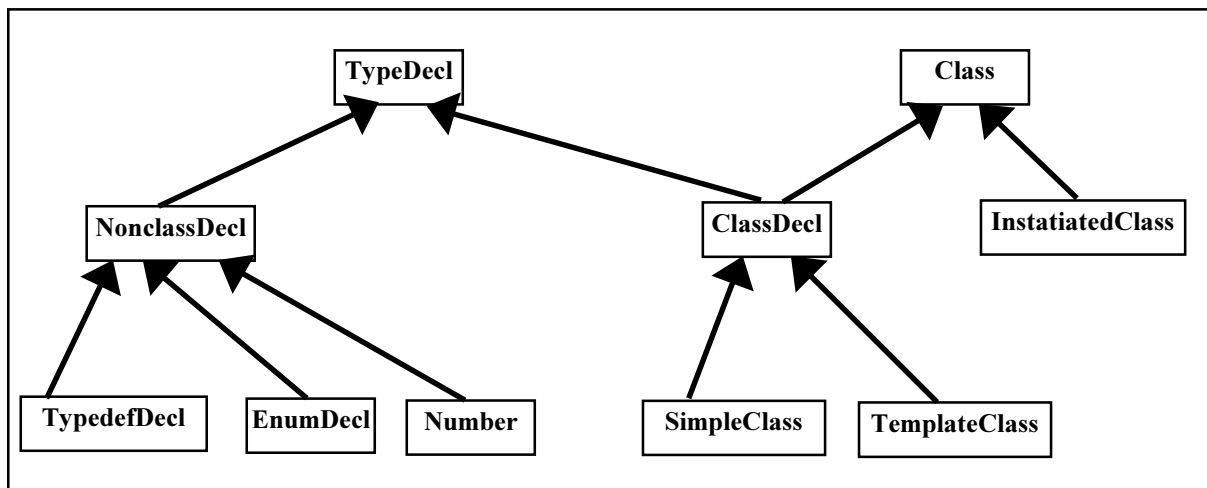 TypeDecl
Class
NonclassDecl
ClassDecl
InstatiatedClass
TypedefDecl
EnumDecl
Number
SimpleClass
TemplateClass